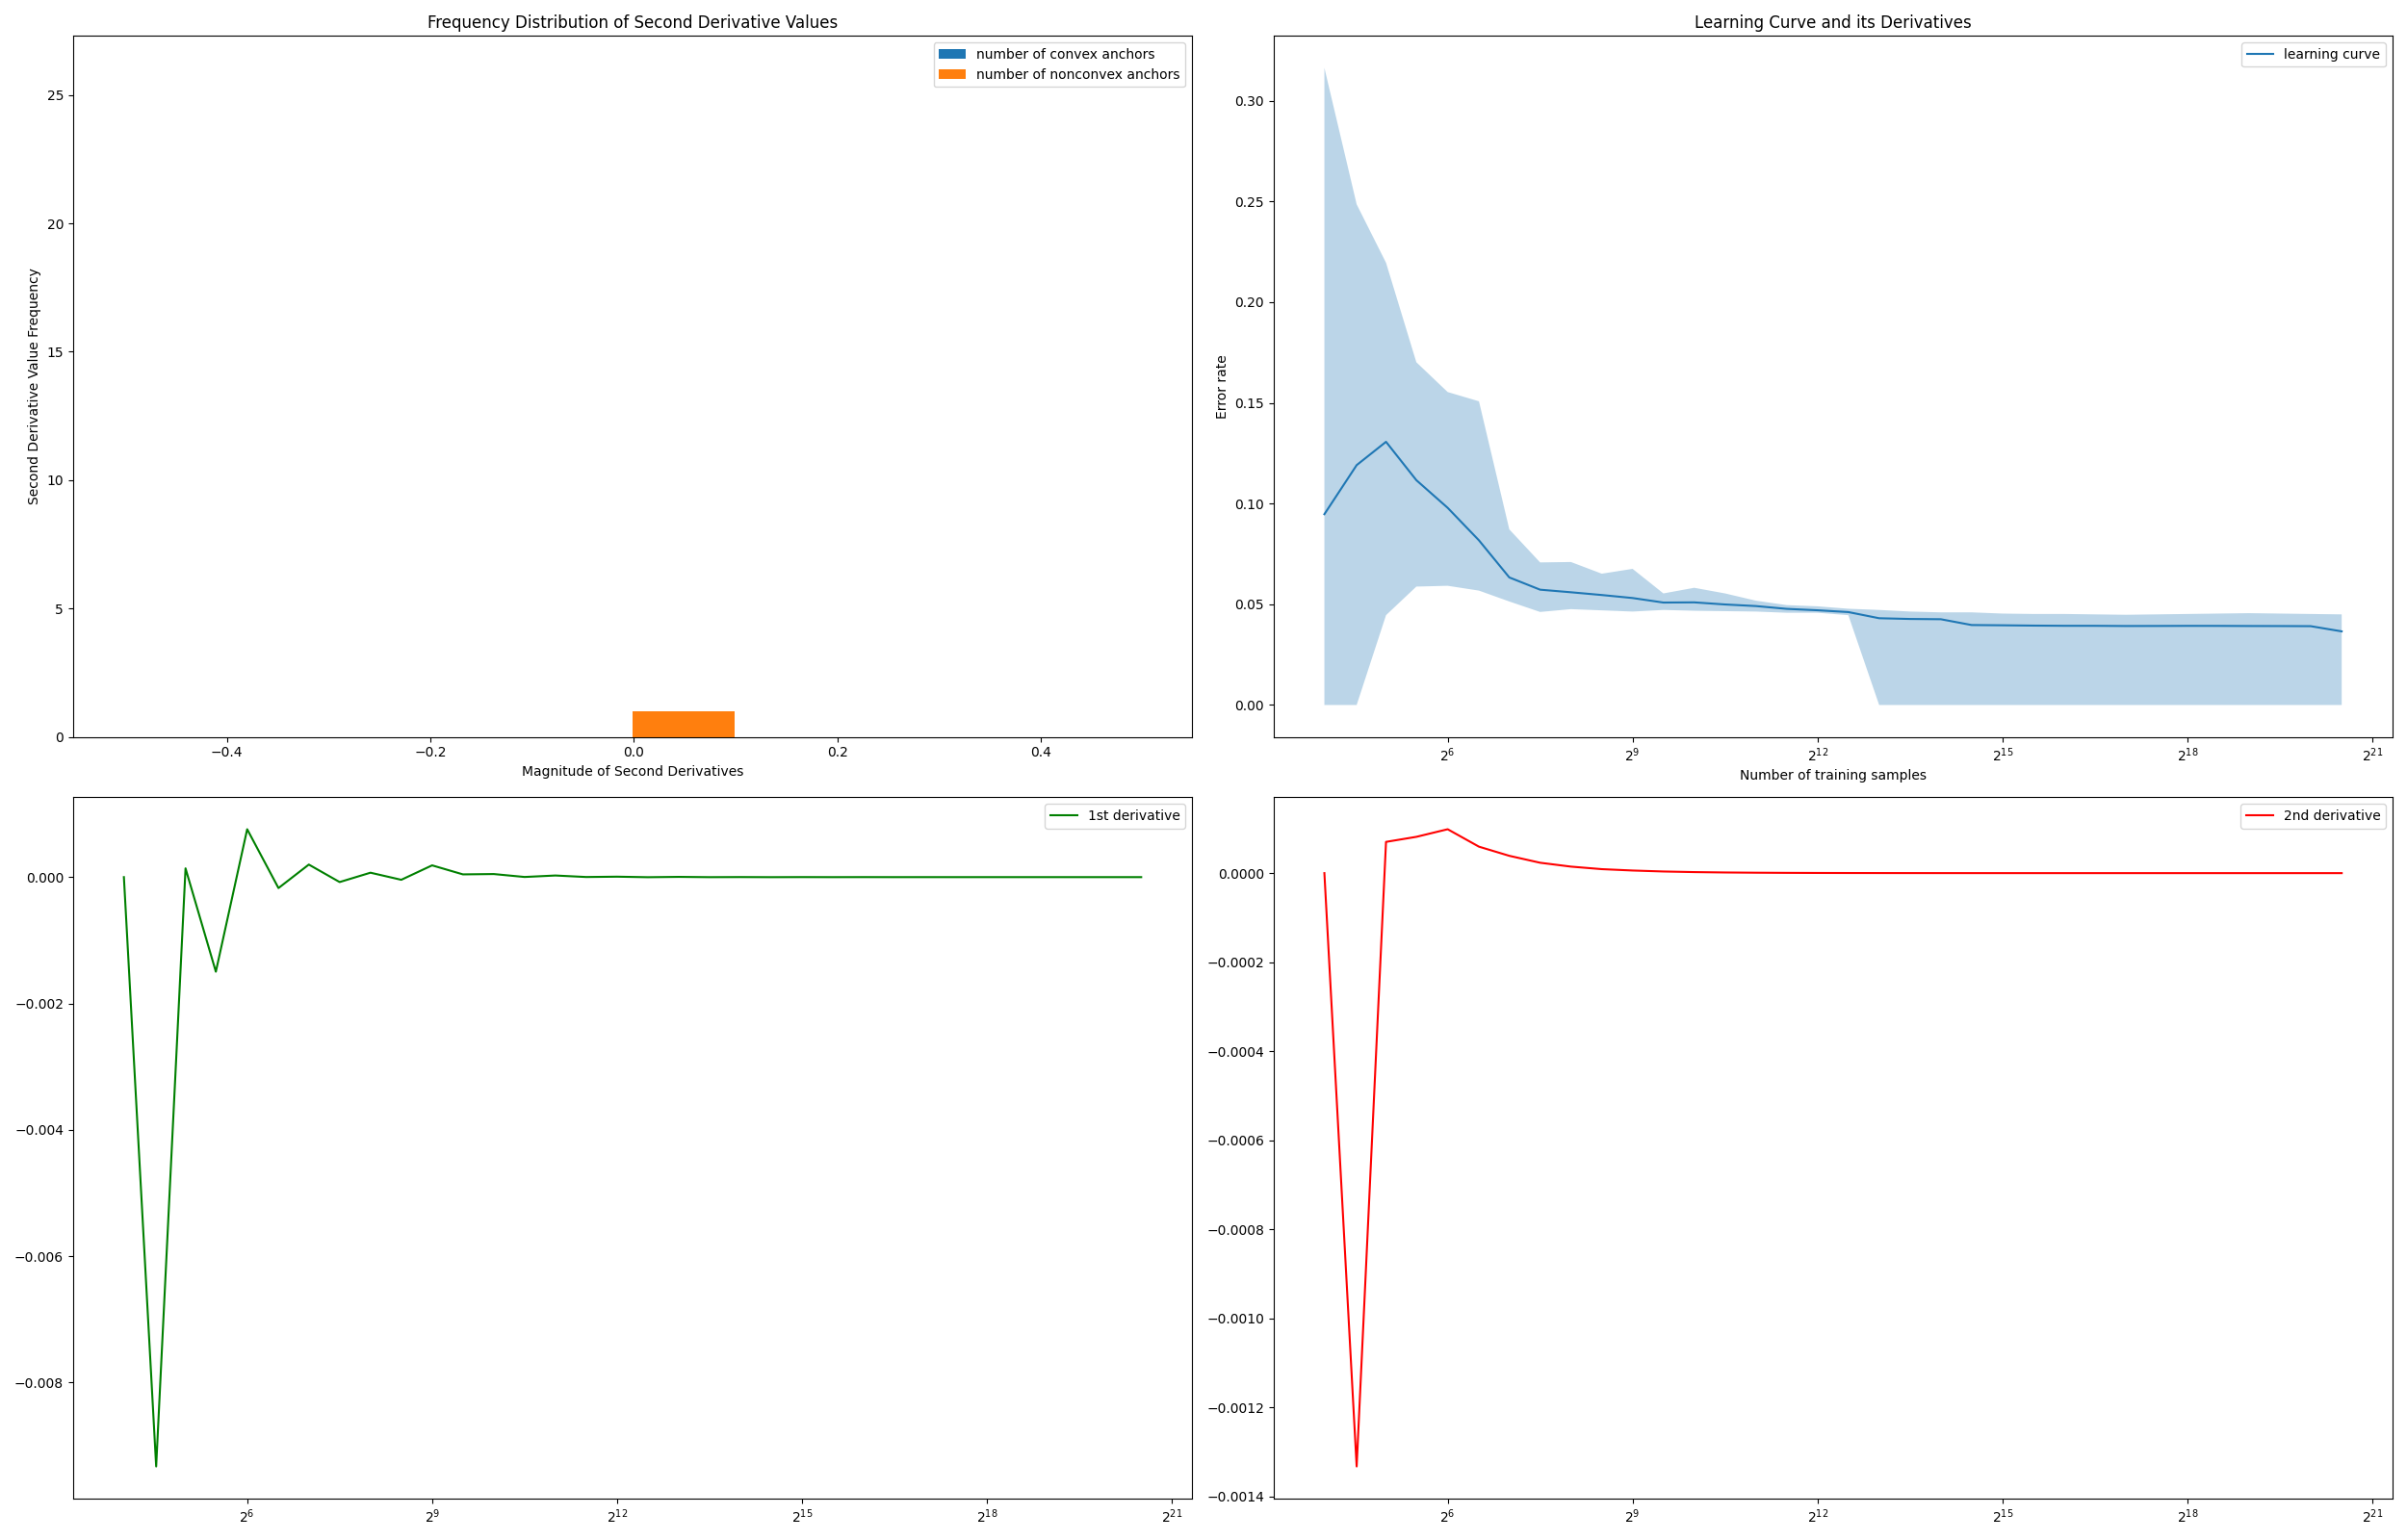 Frequency Distribution of Second Derivative Values
number of convex anchors
number of nonconvex anchors
Second Derivative Value Frequency
25
20
15
10
5
0
−0.4 −0.2 0.0 0.2 0.4
Magnitude of Second Derivatives
Learning Curve and its Derivatives
learning curve
Error rate
0.30
0.25
0.20
0.15
0.10
0.05
0.00
2^6 2^9 2^12 2^15 2^18 2^21
Number of training samples
1st derivative
0.000
−0.002
−0.004
−0.006
−0.008
2^6 2^9 2^12 2^15 2^18 2^21
2nd derivative
0.0000
−0.0002
−0.0004
−0.0006
−0.0008
−0.0010
−0.0012
−0.0014
2^6 2^9 2^12 2^15 2^18 2^21